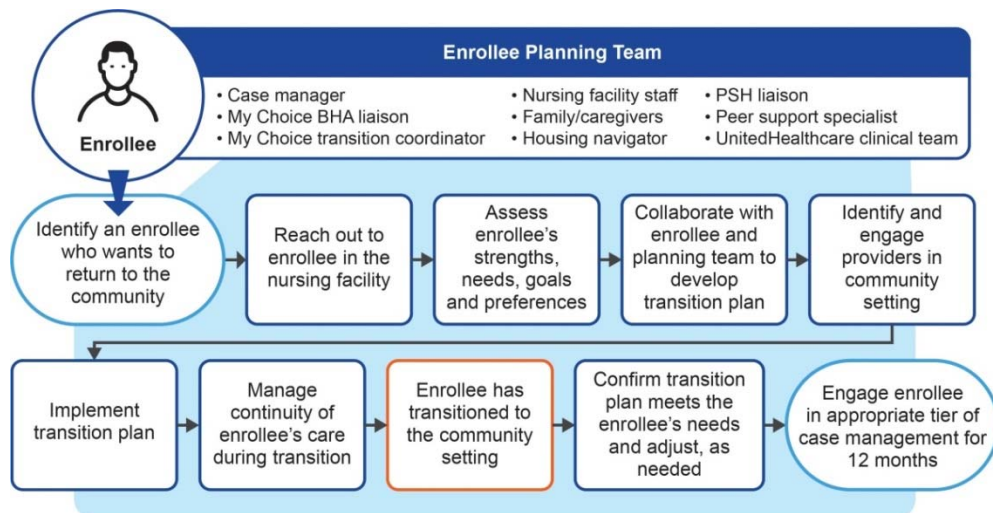 Enrollee Planning Team
• Case manager
• My Choice BHA liaison
• My Choice transition coordinator
• Nursing facility staff
• Family/caregivers
• Housing navigator
• PSH liaison
• Peer support specialist
• UnitedHealthcare clinical team
Enrollee
Identify an enrollee
who wants to
return to the
community
Reach out to
enrollee in the
nursing facility
Assess
enrollee's
strengths,
needs, goals
and preferences
Collaborate with
enrollee and
planning team to
develop
transition plan
Identify and
engage
providers in
community
setting
Implement
transition plan
Manage
continuity of
enrollee's care
during transition
Enrollee has
transitioned to
the community
setting
Confirm transition
plan meets the
enrollee's needs
and adjust, as
needed
Engage enrollee
in appropriate tier of
case management for
12 months